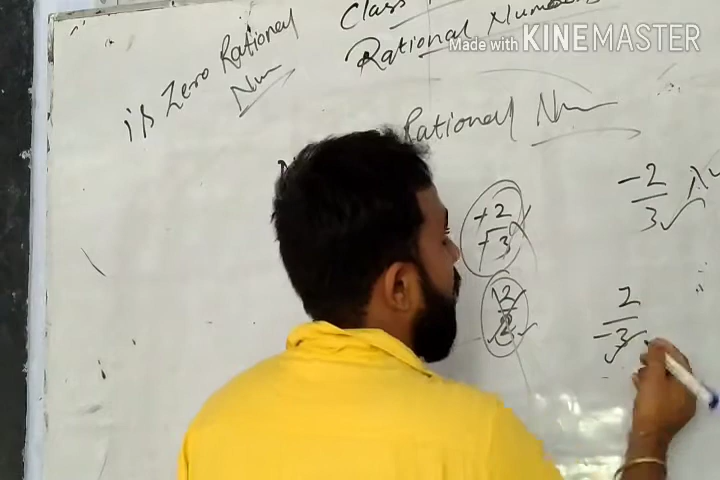 Class
Rational Numbers
Made with KINEMASTER
is Zero Rational
Num
Rational Num
+2
+3
12
-2
3
2
-3